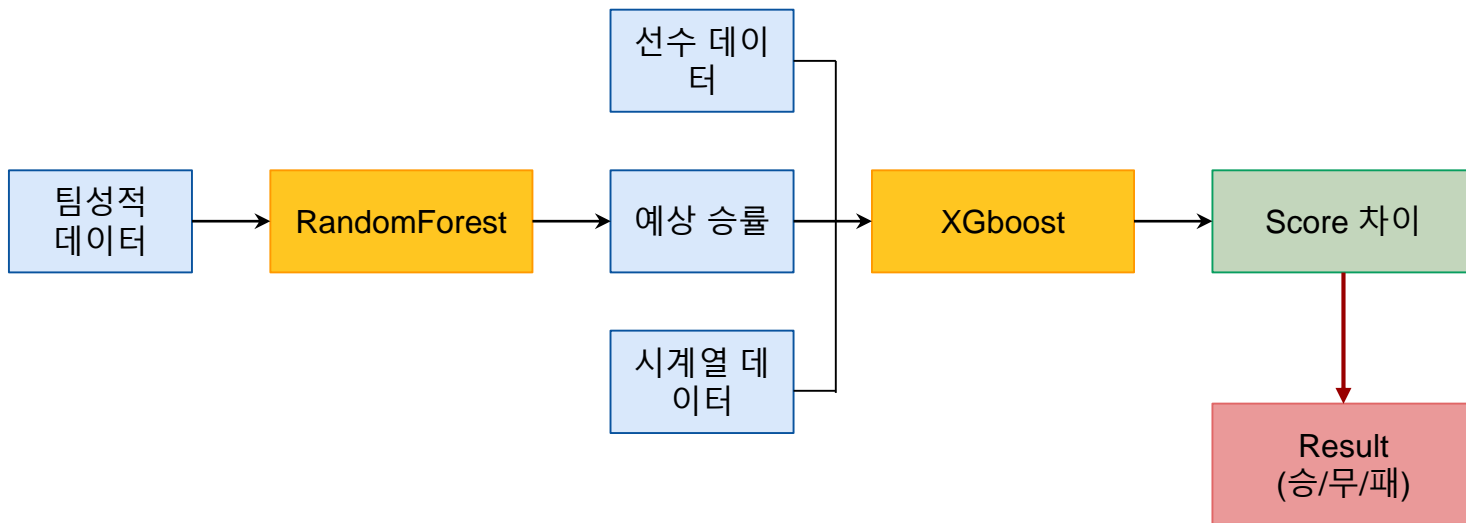 선수 데이
터
팀성적
데이터
RandomForest
예상 승률
XGboost
Score 차이
시계열 데
이터
Result
(승/무/패)